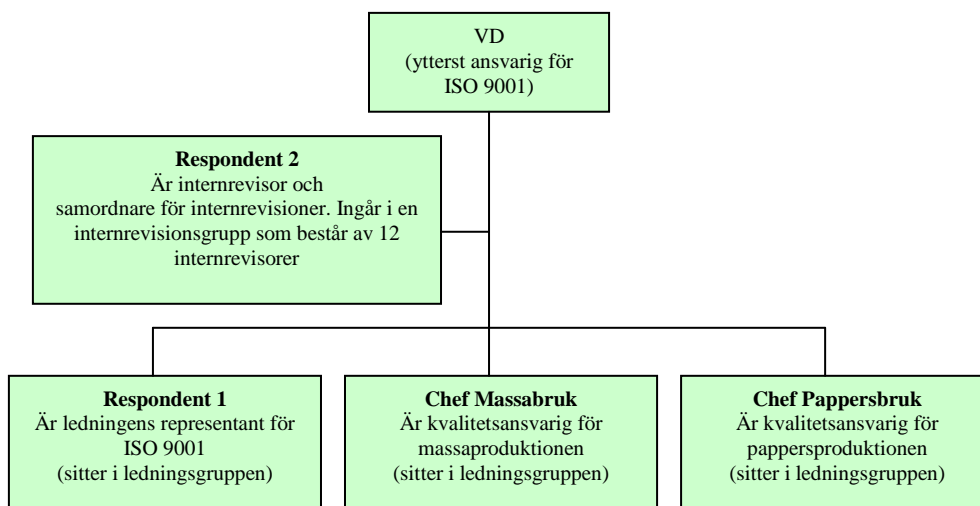 VD
(ytterst ansvarig för
ISO 9001)
Respondent 2
Är internrevisor och
samordnare för internrevisioner. Ingår i en
internrevisionsgrupp som består av 12
internrevisorer
Respondent 1
Är ledningens representant för
ISO 9001
(sitter i ledningsgruppen)
Chef Massabruk
Är kvalitetsansvarig för
massaproduktionen
(sitter i ledningsgruppen)
Chef Pappersbruk
Är kvalitetsansvarig för
pappersproduktionen
(sitter i ledningsgruppen)